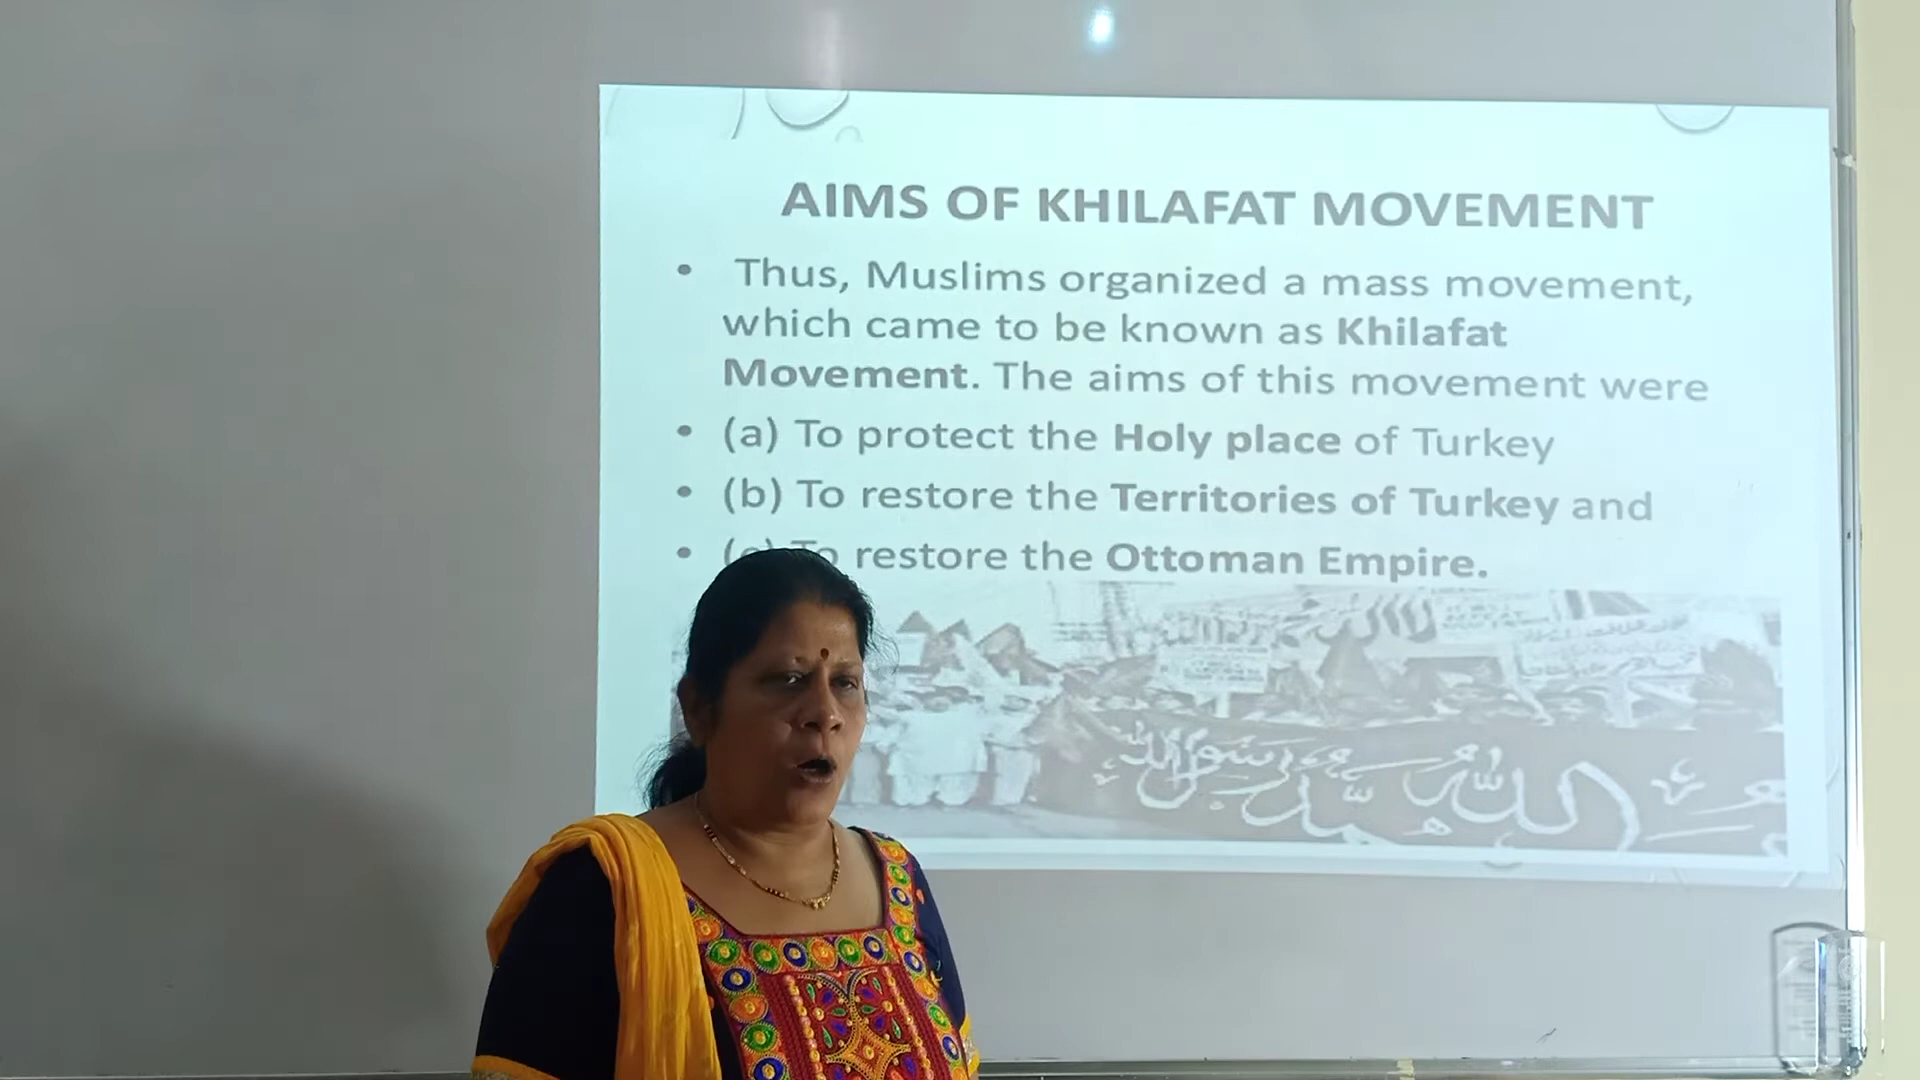 AIMS OF KHILAFAT MOVEMENT
• Thus, Muslims organized a mass movement,
which came to be known as Khilafat
Movement. The aims of this movement were
• (a) To protect the Holy place of Turkey
• (b) To restore the Territories of Turkey and
• (c) To restore the Ottoman Empire.